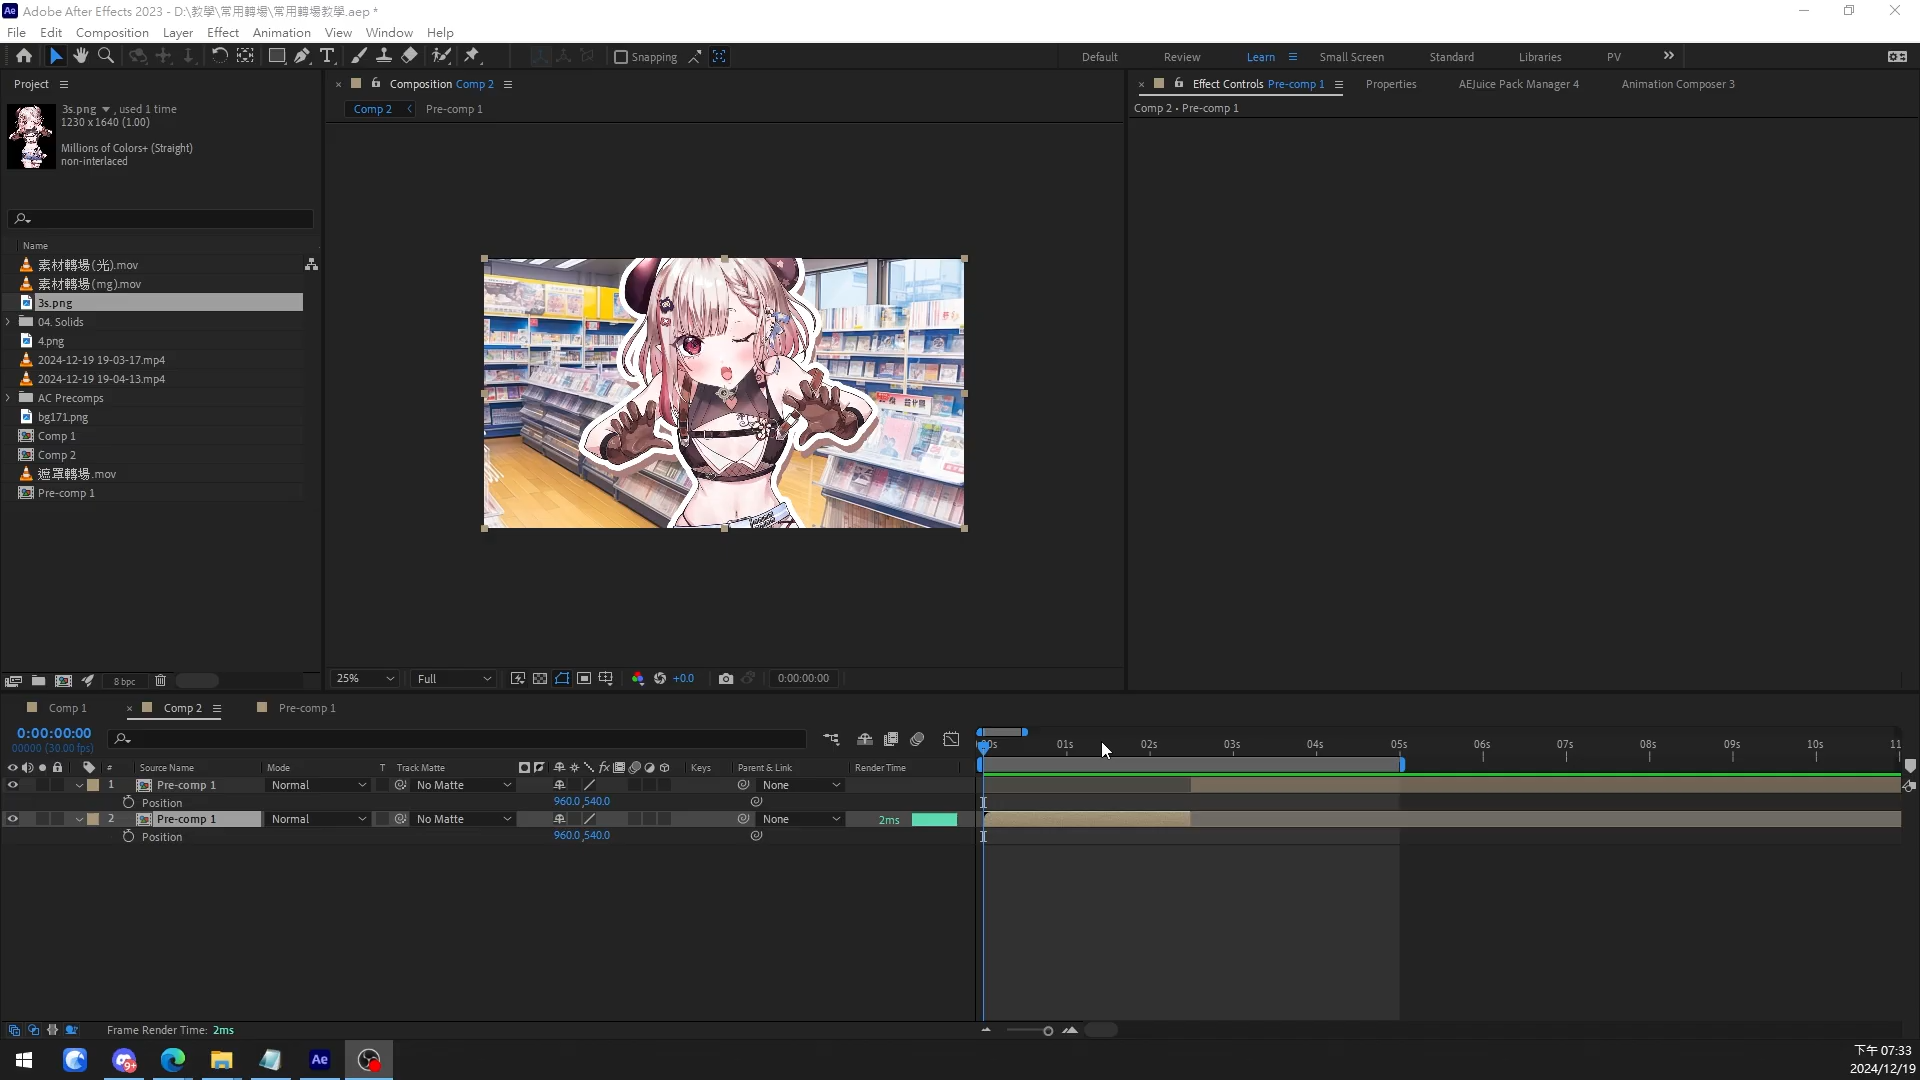 Adobe After Effects 2023 - D:\教學\常用轉場\常用轉場教學.aep *
File Edit Composition Layer Effect Animation View Window Help
Snapping
Default Review Learn Small Screen Standard Libraries PV
Project
Composition Comp 2
Effect Controls Pre-comp 1 Properties AEJuice Pack Manager 4 Animation Composer 3
3s.png , used 1 time
1230 x 1640 (1.00)
Millions of Colors+ (Straight)
non-interlaced
Comp 2 Pre-comp 1
Comp 2 • Pre-comp 1
Name
素材轉場(光).mov
素材轉場(mg).mov
3s.png
04. Solids
4.png
2024-12-19 19-03-17.mp4
2024-12-19 19-04-13.mp4
AC Precomps
bg171.png
Comp 1
Comp 2
遮罩轉場.mov
Pre-comp 1
8 bpc
25% Full +0.0 0:00:00:00
Comp 1 Comp 2 Pre-comp 1
0:00:00:00
00000 (30.00 fps)
00s 01s 02s 03s 04s 05s 06s 07s 08s 09s 10s 11
# Source Name Mode T Track Matte Keys Parent & Link Render Time
1 Pre-comp 1 Normal No Matte None
Position 960.0,540.0
2 Pre-comp 1 Normal No Matte None 2ms
Position 960.0,540.0
Frame Render Time: 2ms
9+
Ae
下午 07:33
2024/12/19